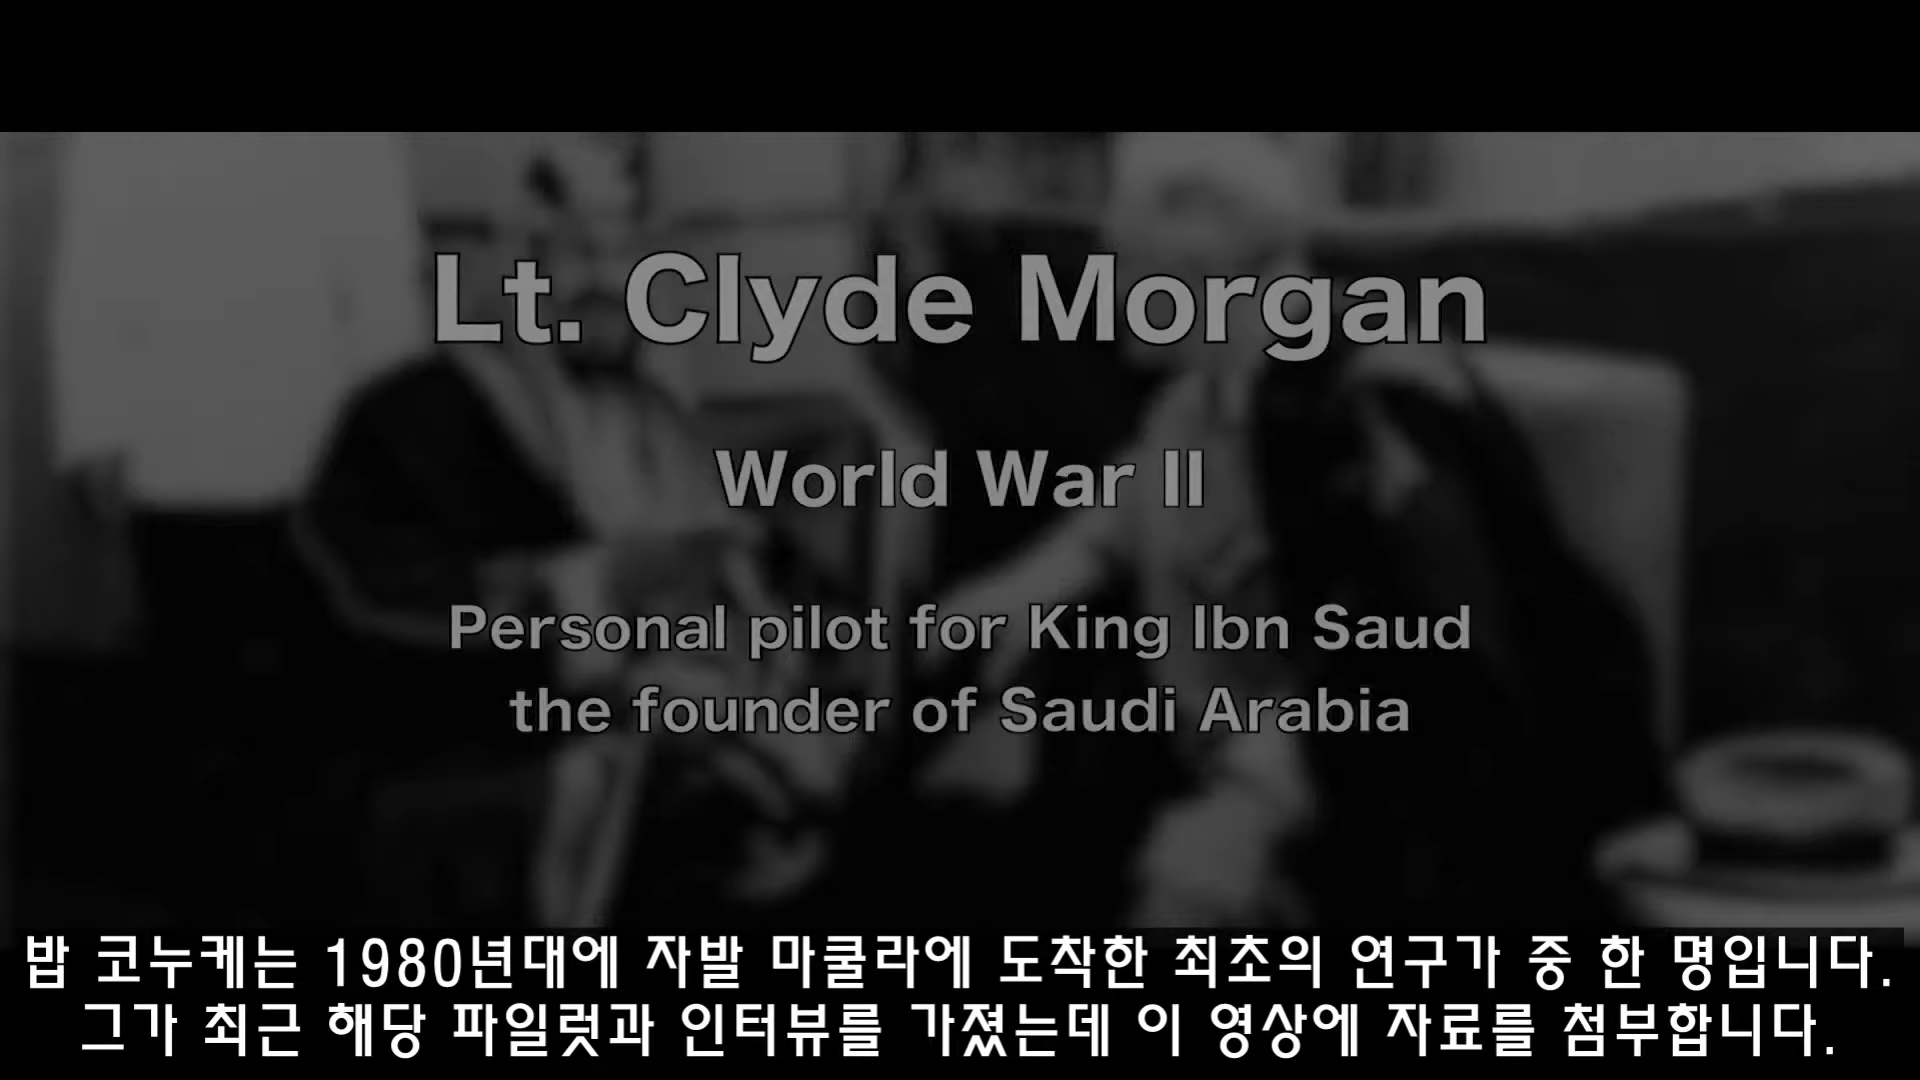 Lt. Clyde Morgan
World War II
Personal pilot for King Ibn Saud
the founder of Saudi Arabia
밥 코누케는 1980년대에 자발 마쿨라에 도착한 최초의 연구가 중 한 명입니다.
그가 최근 해당 파일럿과 인터뷰를 가졌는데 이 영상에 자료를 첨부합니다.